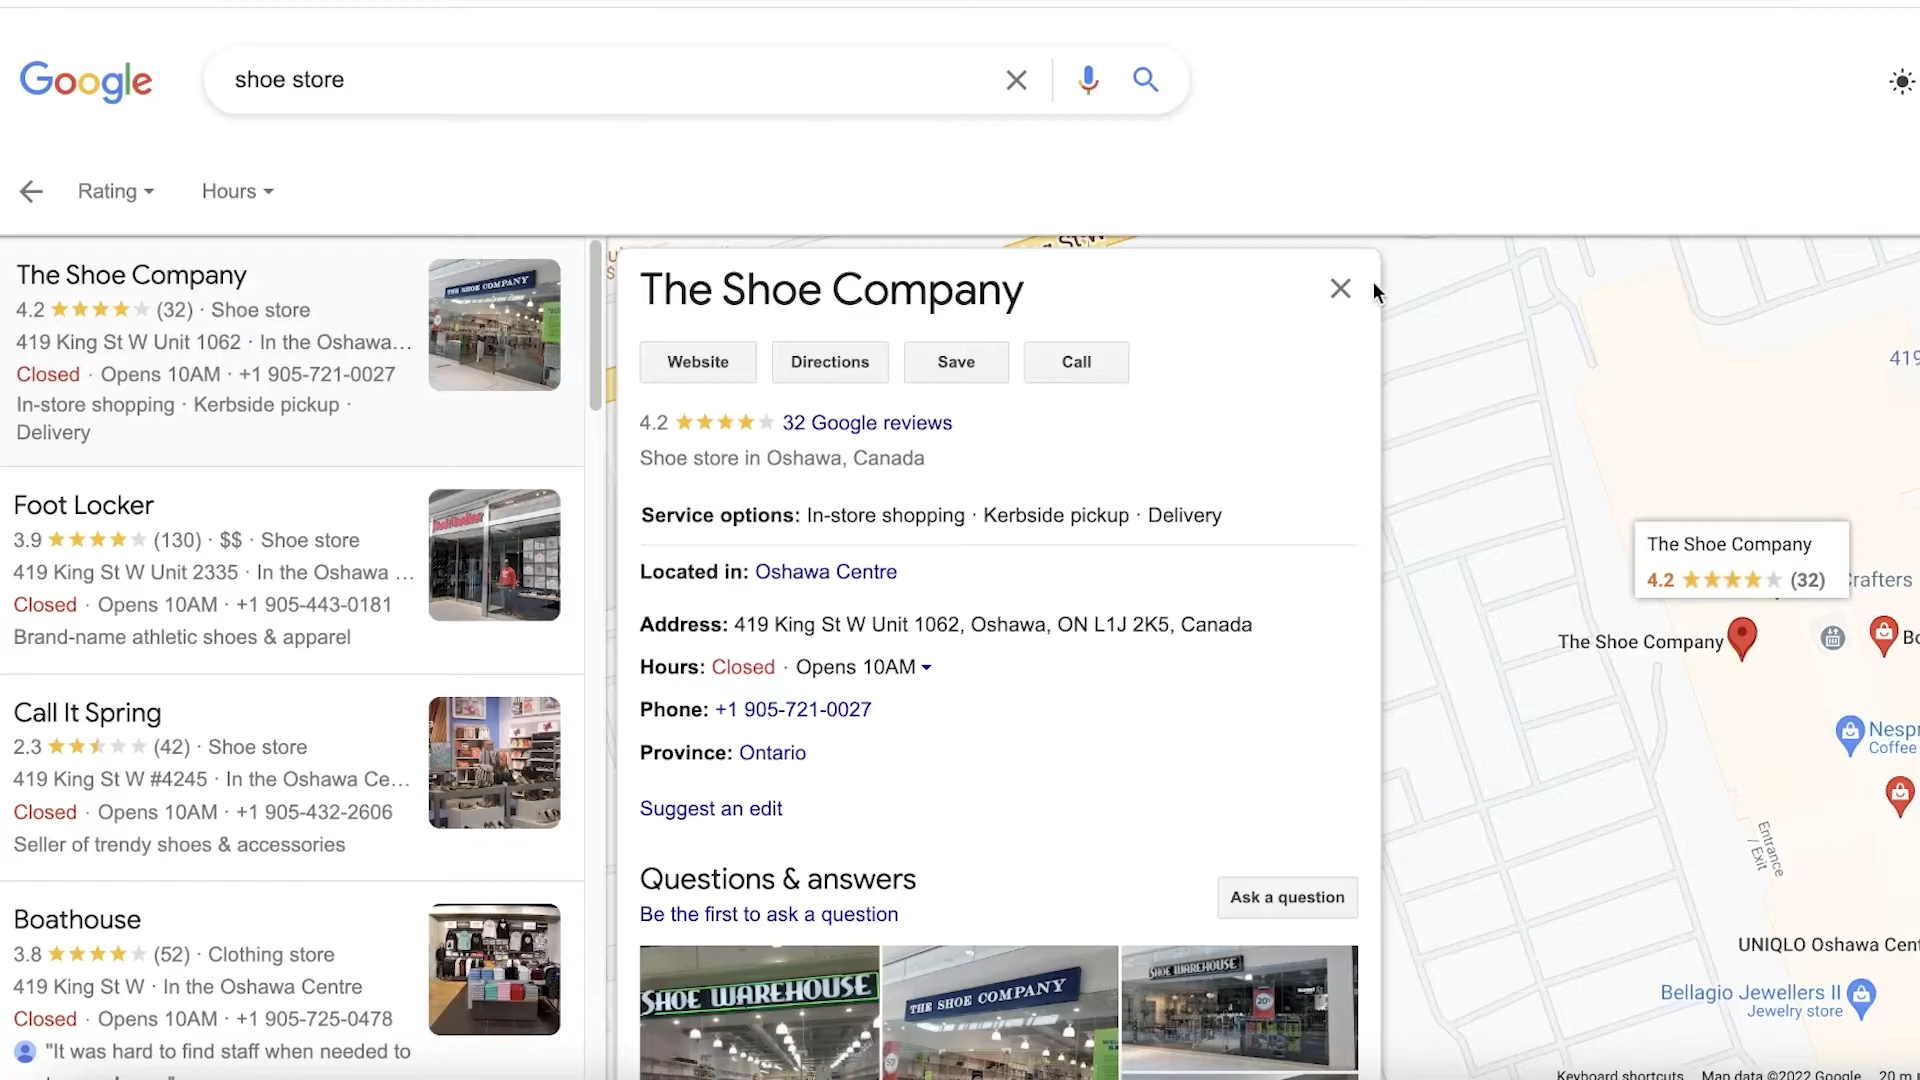 Google
shoe store
Rating
Hours
The Shoe Company
4.2 (32) · Shoe store
419 King St W Unit 1062 · In the Oshawa...
Closed · Opens 10AM · +1 905-721-0027
In-store shopping · Kerbside pickup ·
Delivery
Foot Locker
3.9 (130) · $$ · Shoe store
419 King St W Unit 2335 · In the Oshawa ...
Closed · Opens 10AM · +1 905-443-0181
Brand-name athletic shoes & apparel
Call It Spring
2.3 (42) · Shoe store
419 King St W #4245 · In the Oshawa Ce...
Closed · Opens 10AM · +1 905-432-2606
Seller of trendy shoes & accessories
Boathouse
3.8 (52) · Clothing store
419 King St W · In the Oshawa Centre
Closed · Opens 10AM · +1 905-725-0478
"It was hard to find staff when needed to
The Shoe Company
Website
Directions
Save
Call
4.2 32 Google reviews
Shoe store in Oshawa, Canada
Service options: In-store shopping · Kerbside pickup · Delivery
Located in: Oshawa Centre
Address: 419 King St W Unit 1062, Oshawa, ON L1J 2K5, Canada
Hours: Closed · Opens 10AM
Phone: +1 905-721-0027
Province: Ontario
Suggest an edit
Questions & answers
Be the first to ask a question
Ask a question
SHOE WAREHOUSE
THE SHOE COMPANY
SHOE WAREHOUSE
St W
419
The Shoe Company
4.2 (32)
rafters
The Shoe Company
Bo
Nespr
Coffee
Entrance
/ Exit
UNIQLO Oshawa Cent
Bellagio Jewellers II
Jewelry store
Keyboard shortcuts
Map data ©2022 Google
20 m